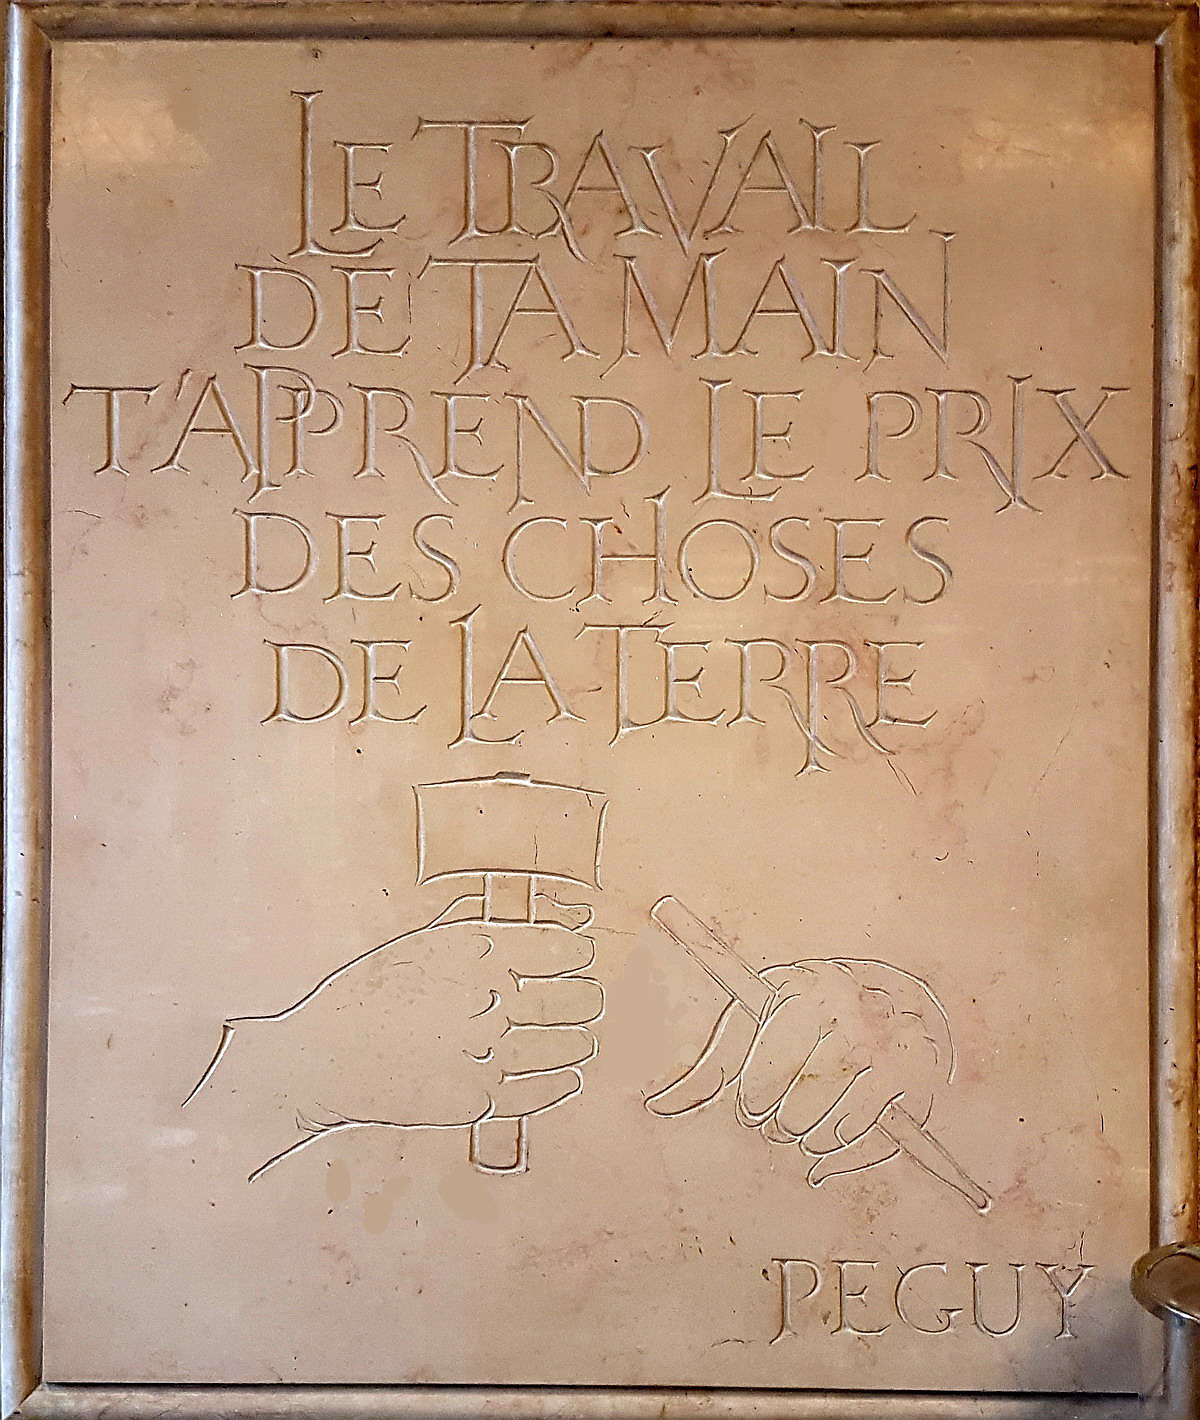 LE TRAVAIL
DE TA MAIN
T'APPREND LE PRIX
DES CHOSES
DE LA TERRE
PEGUY